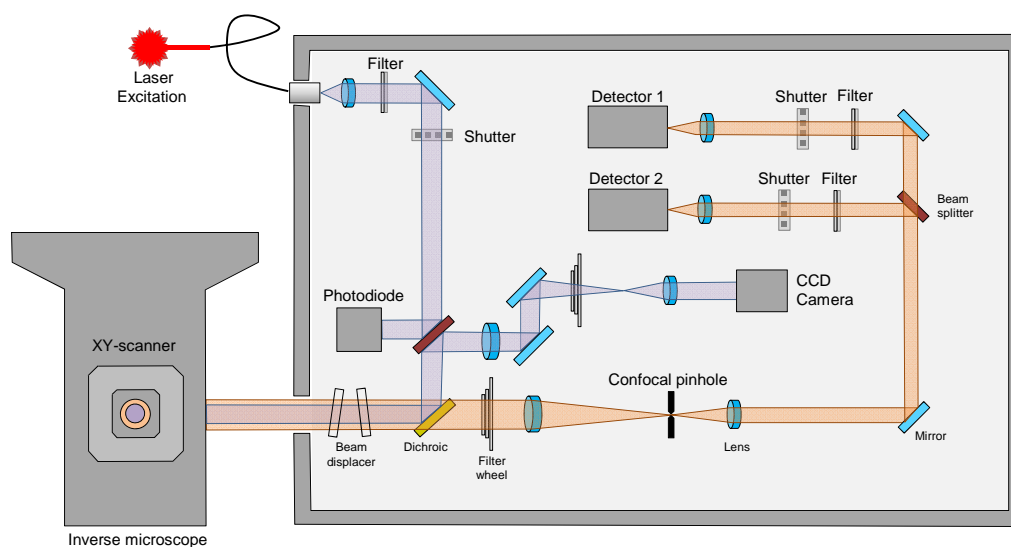 Laser
Excitation
Filter
Shutter
Detector 1
Shutter
Filter
Detector 2
Shutter
Filter
Beam
splitter
Photodiode
CCD
Camera
XY-scanner
Confocal pinhole
Beam
displacer
Dichroic
Filter
wheel
Lens
Mirror
Inverse microscope